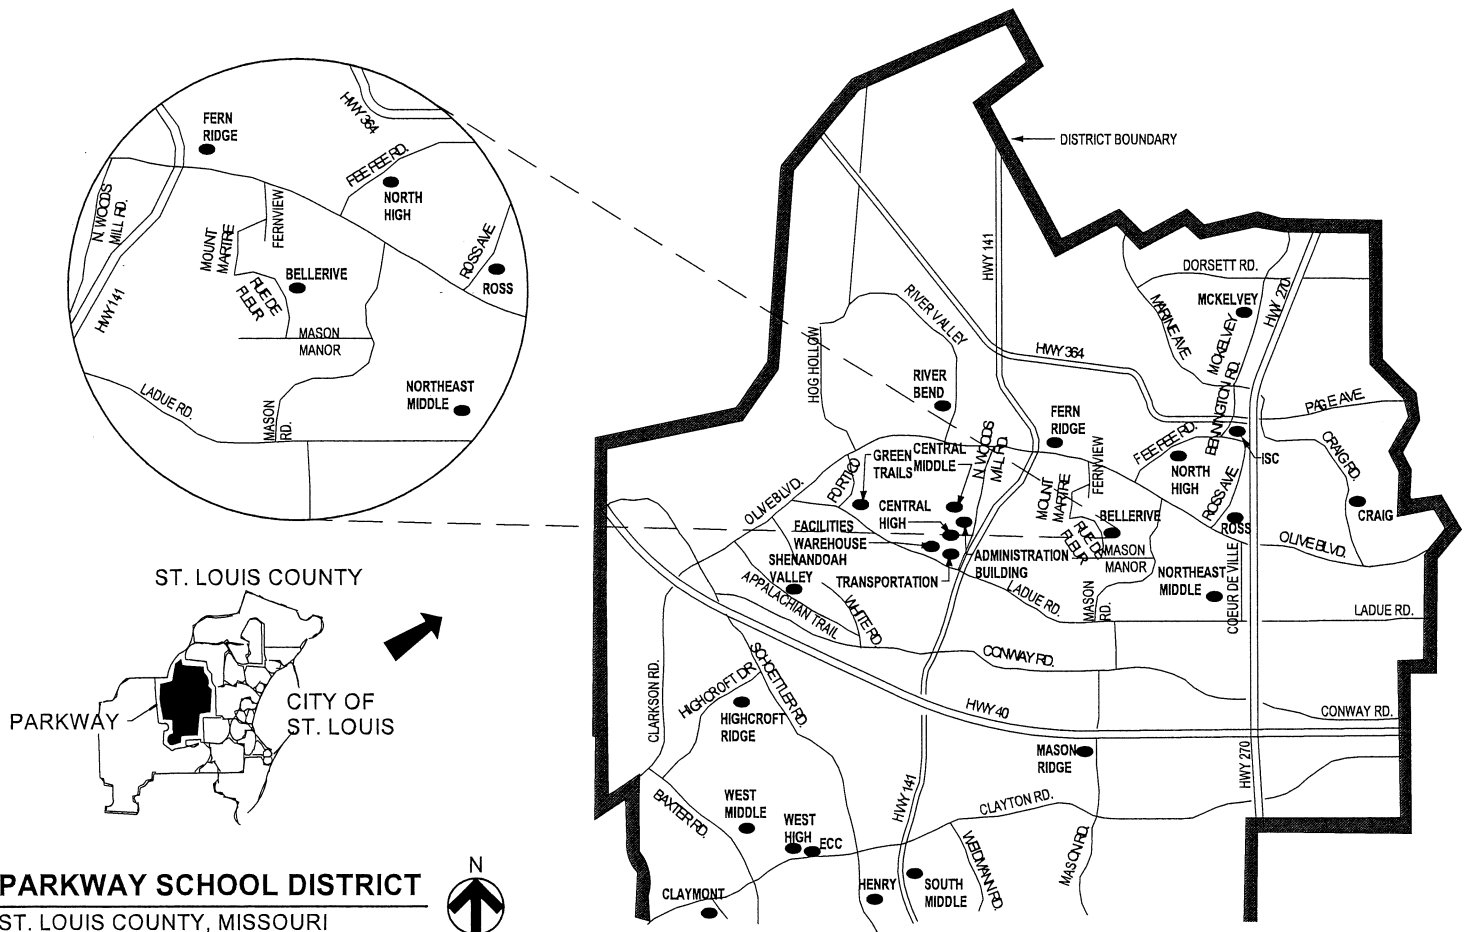 HWY 364
FERN
RIDGE
FEE FEE RD.
NORTH
HIGH
N. WOODS
MILL RD.
FERNVIEW
MOUNT
MARTRE
ROSS AVE
ROSS
BELLERIVE
RUE DE
FLEUR
HWY 141
MASON
MANOR
LADUE RD.
MASON
RD.
NORTHEAST
MIDDLE
DISTRICT BOUNDARY
HWY 141
DORSETT RD.
MCKELVEY
HWY 270
MARINE AVE.
MCKELVEY
RIVER VALLEY
HOG HOLLOW
HWY 364
BENNINGTON RD.
PAGE AVE.
RIVER
BEND
FERN
RIDGE
FEE FEE RD.
CRAIG RD.
ISC
GREEN
TRAILS
CENTRAL
MIDDLE
N. WOODS
MILL RD.
FERNVIEW
NORTH
HIGH
PORTICO
OLIVE BLVD.
MOUNT
MARTRE
ROSS AVE
CRAIG
CENTRAL
HIGH
BELLERIVE
ROSS
FACILITIES
WAREHOUSE
RUE DE
FLEUR
MASON
MANOR
OLIVE BLVD.
SHENANDOAH
VALLEY
ADMINISTRATION
BUILDING
TRANSPORTATION
NORTHEAST
MIDDLE
COEUR DE VILLE
APPALACHIAN TRAIL
WHITE RD.
LADUE RD.
MASON
RD.
LADUE RD.
CONWAY RD.
CLARKSON RD.
HIGHCROFT DR.
SCHOETTLER RD.
HIGHCROFT
RIDGE
HWY 40
CONWAY RD.
MASON
RIDGE
HWY 270
HWY 141
CLAYTON RD.
BAXTER RD.
WEST
MIDDLE
WEST
HIGH
ECC
WEIDMANN RD.
MASON RD.
CLAYMONT
HENRY
SOUTH
MIDDLE
ST. LOUIS COUNTY
PARKWAY
CITY OF
ST. LOUIS
N
PARKWAY SCHOOL DISTRICT
ST. LOUIS COUNTY, MISSOURI